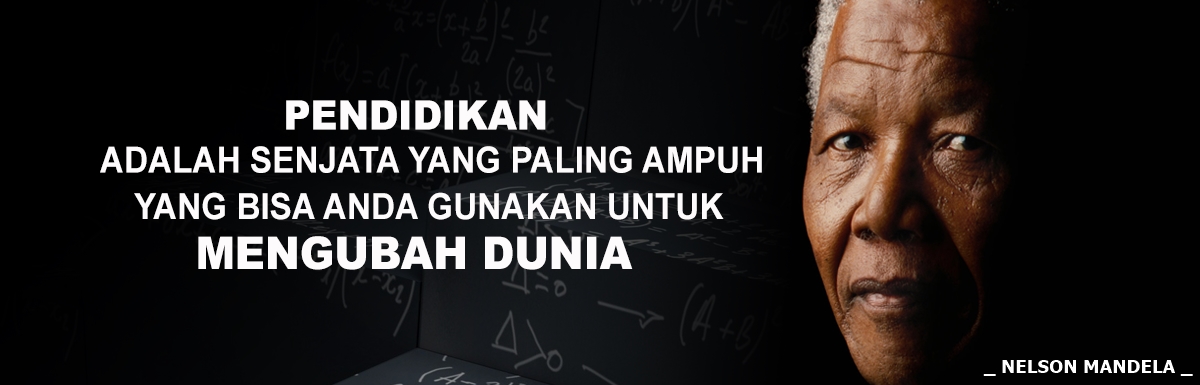 PENDIDIKAN
ADALAH SENJATA YANG PALING AMPUH
YANG BISA ANDA GUNAKAN UNTUK
MENGUBAH DUNIA
_ NELSON MANDELA _